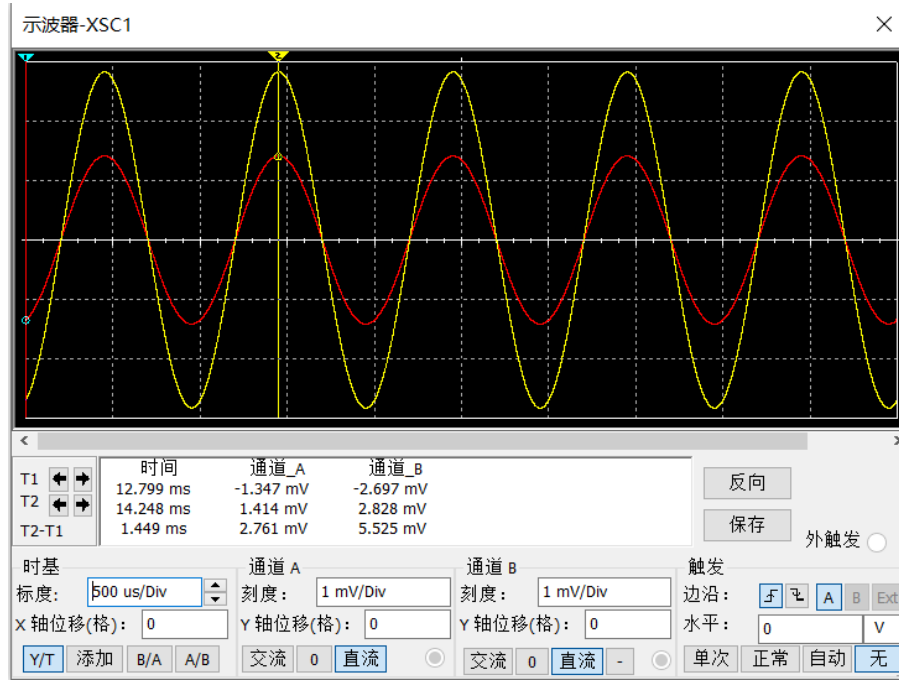 示波器-XSC1
1
2
时间 通道_A 通道_B
T1 12.799 ms -1.347 mV -2.697 mV
T2 14.248 ms 1.414 mV 2.828 mV
T2-T1 1.449 ms 2.761 mV 5.525 mV
反向
保存
外触发
时基 通道 A 通道 B 触发
标度: 500 us/Div 刻度: 1 mV/Div 刻度: 1 mV/Div 边沿: A B Ext
X 轴位移(格): 0 Y 轴位移(格): 0 Y 轴位移(格): 0 水平: 0 V
Y/T 添加 B/A A/B 交流 0 直流 交流 0 直流 - 单次 正常 自动 无